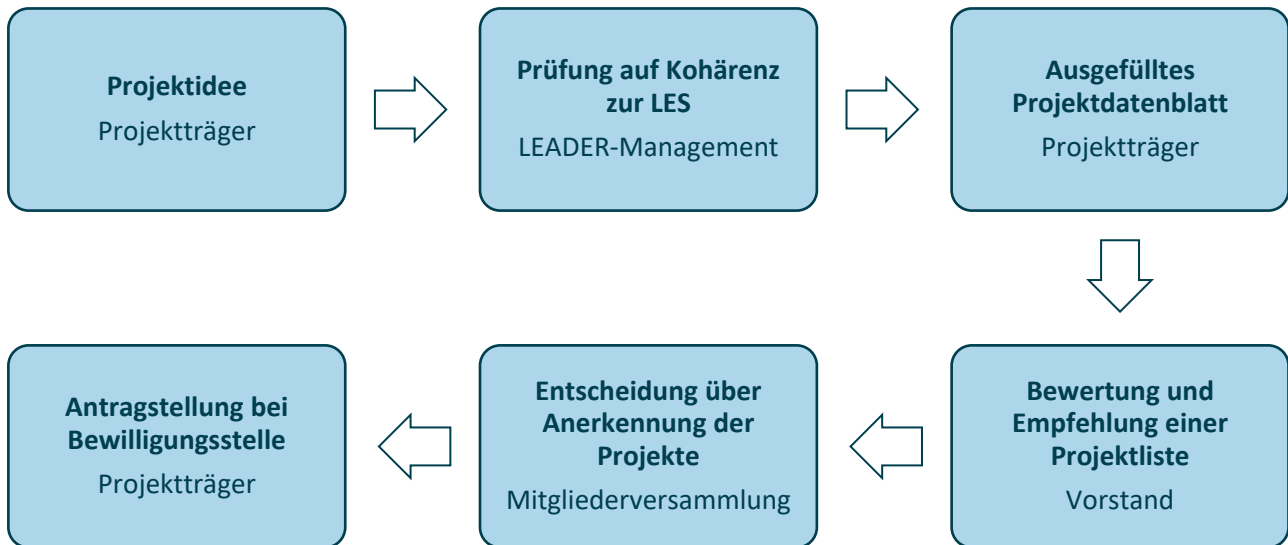 Projektidee
Projektträger
Prüfung auf Kohärenz
zur LES
LEADER-Management
Ausgefülltes
Projektdatenblatt
Projektträger
Bewertung und
Empfehlung einer
Projektliste
Vorstand
Entscheidung über
Anerkennung der
Projekte
Mitgliederversammlung
Antragstellung bei
Bewilligungsstelle
Projektträger